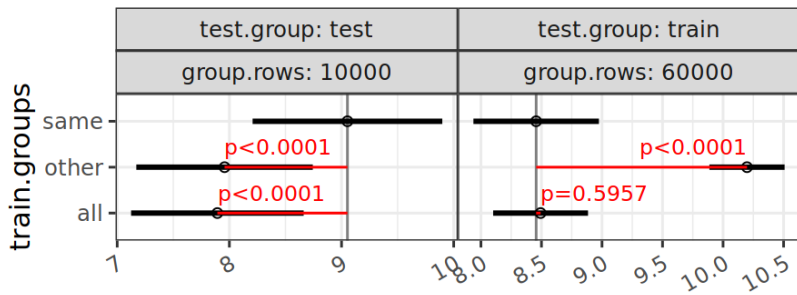 test.group: test
test.group: train
group.rows: 10000
group.rows: 60000
train.groups
same
other
all
p<0.0001
p<0.0001
p<0.0001
p=0.5957
7
8
9
10
8.0
8.5
9.0
9.5
10.0
10.5